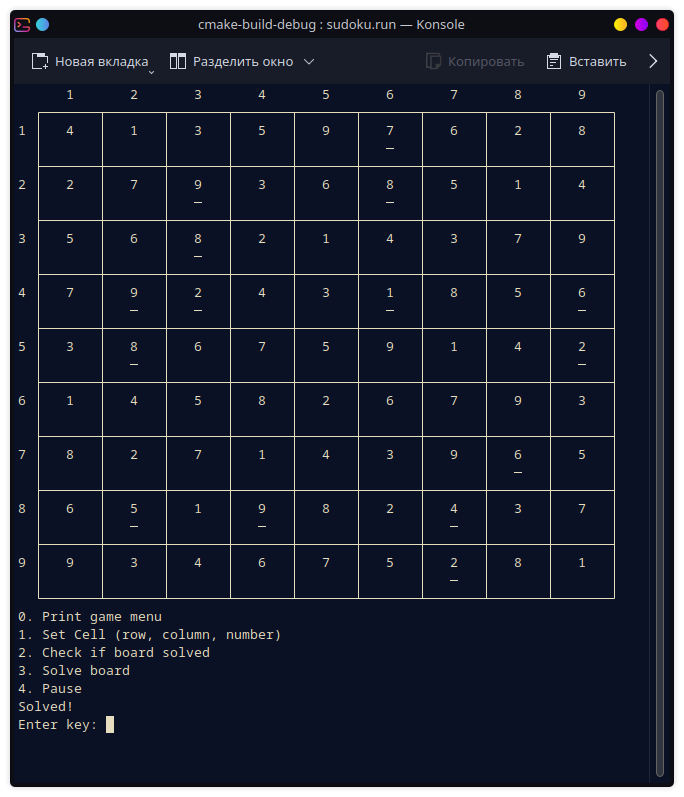 cmake-build-debug : sudoku.run — Konsole
Новая вкладка Разделить окно Копировать Вставить
1 2 3 4 5 6 7 8 9
1 4 1 3 5 9 7 6 2 8
2 2 7 9 3 6 8 5 1 4
3 5 6 8 2 1 4 3 7 9
4 7 9 2 4 3 1 8 5 6
5 3 8 6 7 5 9 1 4 2
6 1 4 5 8 2 6 7 9 3
7 8 2 7 1 4 3 9 6 5
8 6 5 1 9 8 2 4 3 7
9 9 3 4 6 7 5 2 8 1
0. Print game menu
1. Set Cell (row, column, number)
2. Check if board solved
3. Solve board
4. Pause
Solved!
Enter key: